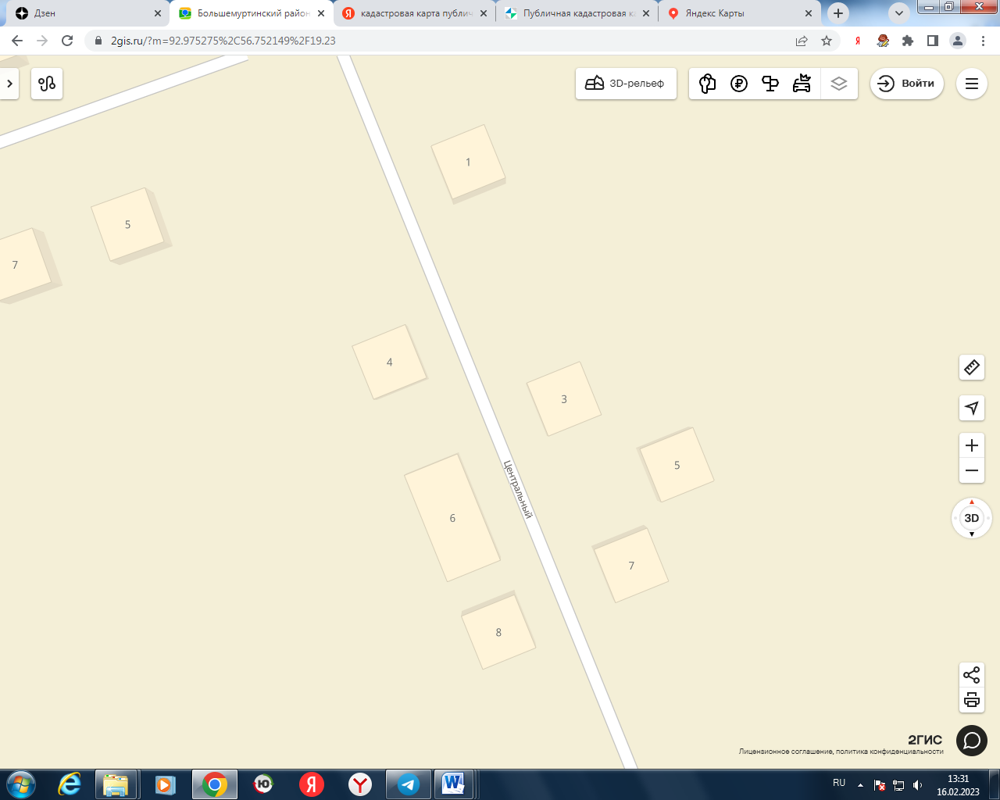 Дзен
Большемуртинский район
кадастровая карта публич
Публичная кадастровая ка
Яндекс Карты
2gis.ru/?m=92.975275%2C56.752149%2F19.23
3D-рельеф
Войти
1
5
7
4
3
5
Центральный
6
7
8
3D
2ГИС
Лицензионное соглашение, политика конфиденциальности
RU
13:31
16.02.2023